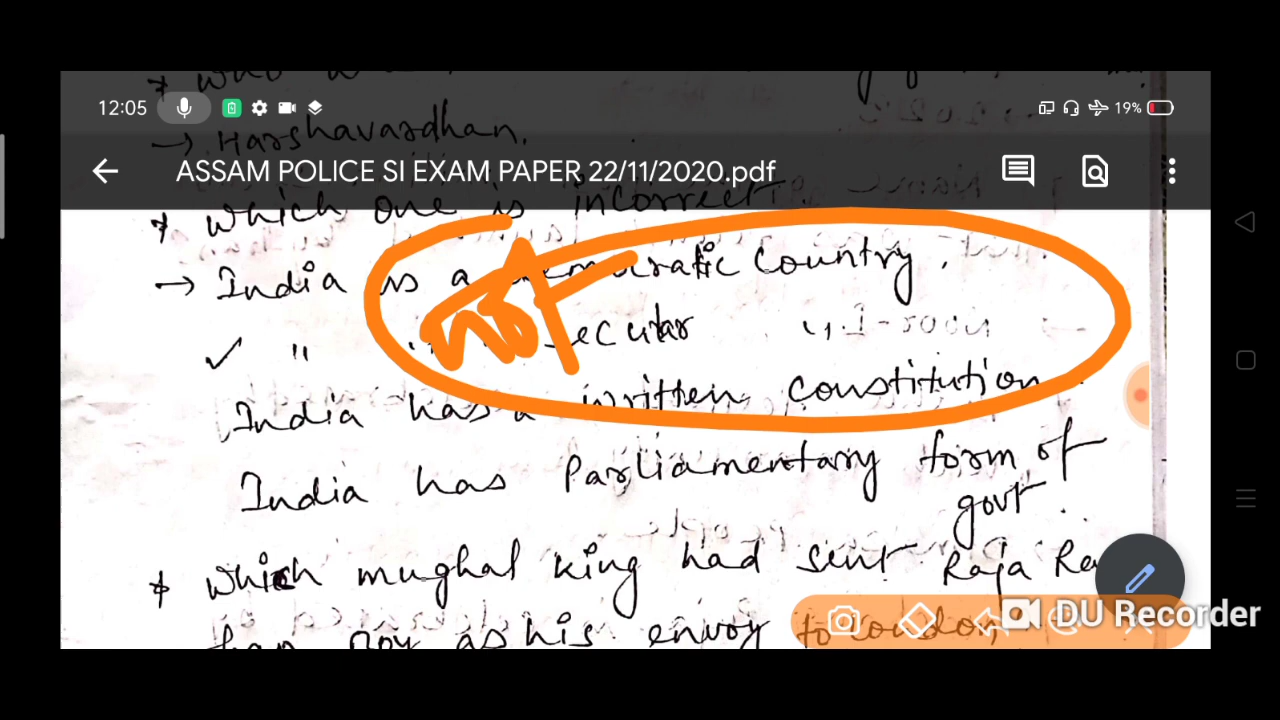 12:05
19%
→ Harshavardhan.
ASSAM POLICE SI EXAM PAPER 22/11/2020.pdf
* Which one is incorrect.
→ India is a democratic country.
not
✓ " secular "
India has a written constitution.
India has Parliamentary form of
govt.
* Which mughal king had sent Raja Ra
Roy as his envoy to London,
DU Recorder